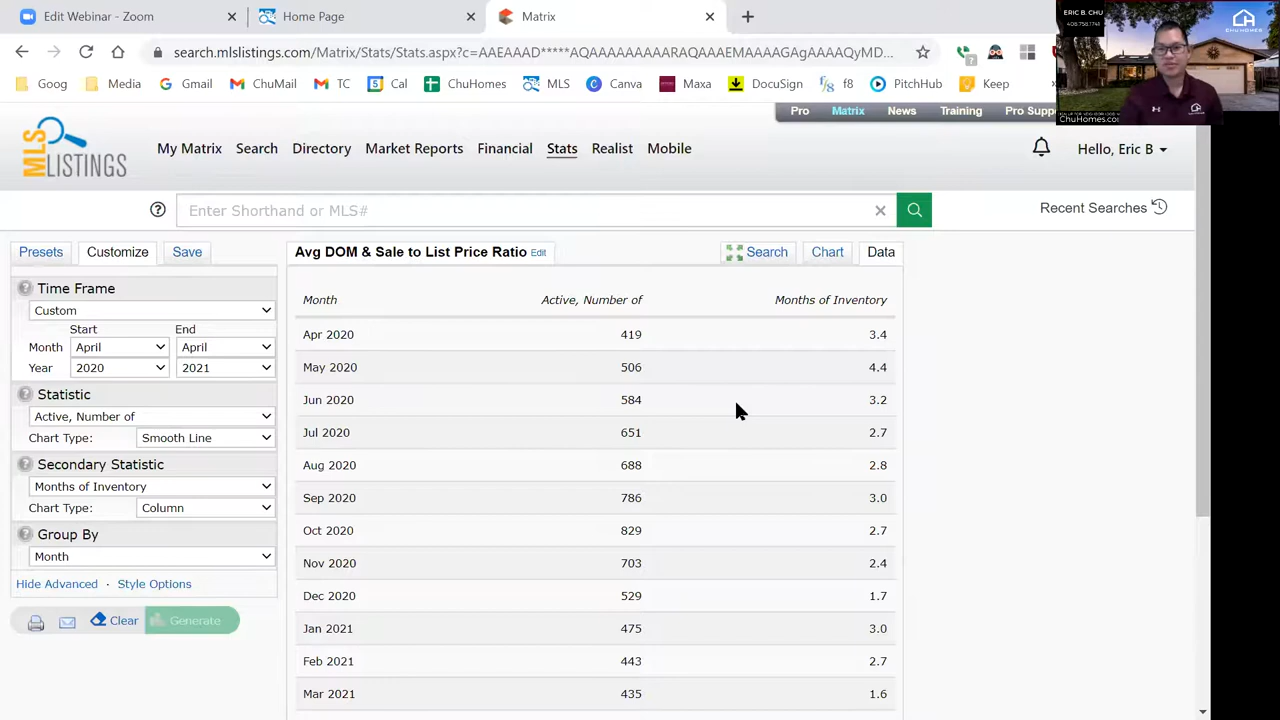 Edit Webinar - Zoom
Home Page
Matrix
search.mlslistings.com/Matrix/Stats/Stats.aspx?c=AAEAAAD*****AQAAAAAAAAARAQAAAEMAAAAGAgAAAAQyMD...
Goog
Media
Gmail
ChuMail
TC
Cal
ChuHomes
MLS
Canva
Maxa
DocuSign
f8
PitchHub
Keep
ERIC B. CHU
408.758.1741
CHU HOMES
ChuHomes.com
Pro
Matrix
News
Training
Pro Supp
MLS
LISTINGS
My Matrix
Search
Directory
Market Reports
Financial
Stats
Realist
Mobile
Hello, Eric B
Enter Shorthand or MLS#
Recent Searches
Presets
Customize
Save
Avg DOM & Sale to List Price Ratio Edit
Search
Chart
Data
Time Frame
Custom
Start End
Month April April
Year 2020 2021
Statistic
Active, Number of
Chart Type: Smooth Line
Secondary Statistic
Months of Inventory
Chart Type: Column
Group By
Month
Hide Advanced · Style Options
Clear
Generate
Month Active, Number of Months of Inventory
Apr 2020 419 3.4
May 2020 506 4.4
Jun 2020 584 3.2
Jul 2020 651 2.7
Aug 2020 688 2.8
Sep 2020 786 3.0
Oct 2020 829 2.7
Nov 2020 703 2.4
Dec 2020 529 1.7
Jan 2021 475 3.0
Feb 2021 443 2.7
Mar 2021 435 1.6